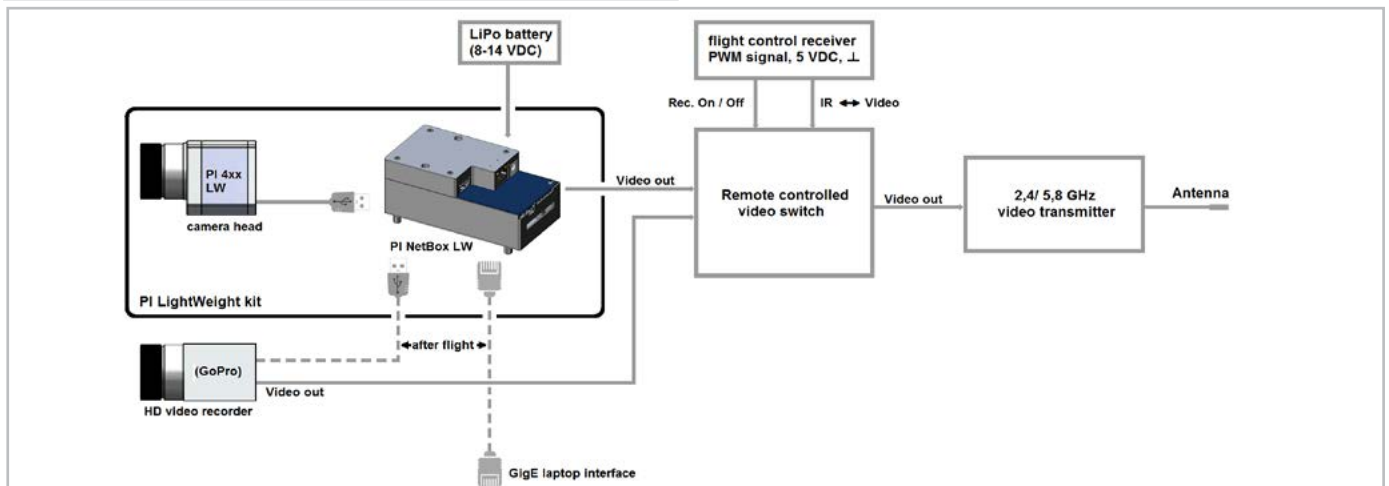 LiPo battery
(8-14 VDC)
flight control receiver
PWM signal, 5 VDC, ⊥
Rec. On / Off
IR ↔ Video
PI 4xx
LW
camera head
PI NetBox LW
Video out
Remote controlled
video switch
Video out
2,4/ 5,8 GHz
video transmitter
Antenna
PI LightWeight kit
after flight
(GoPro)
Video out
HD video recorder
GigE laptop interface